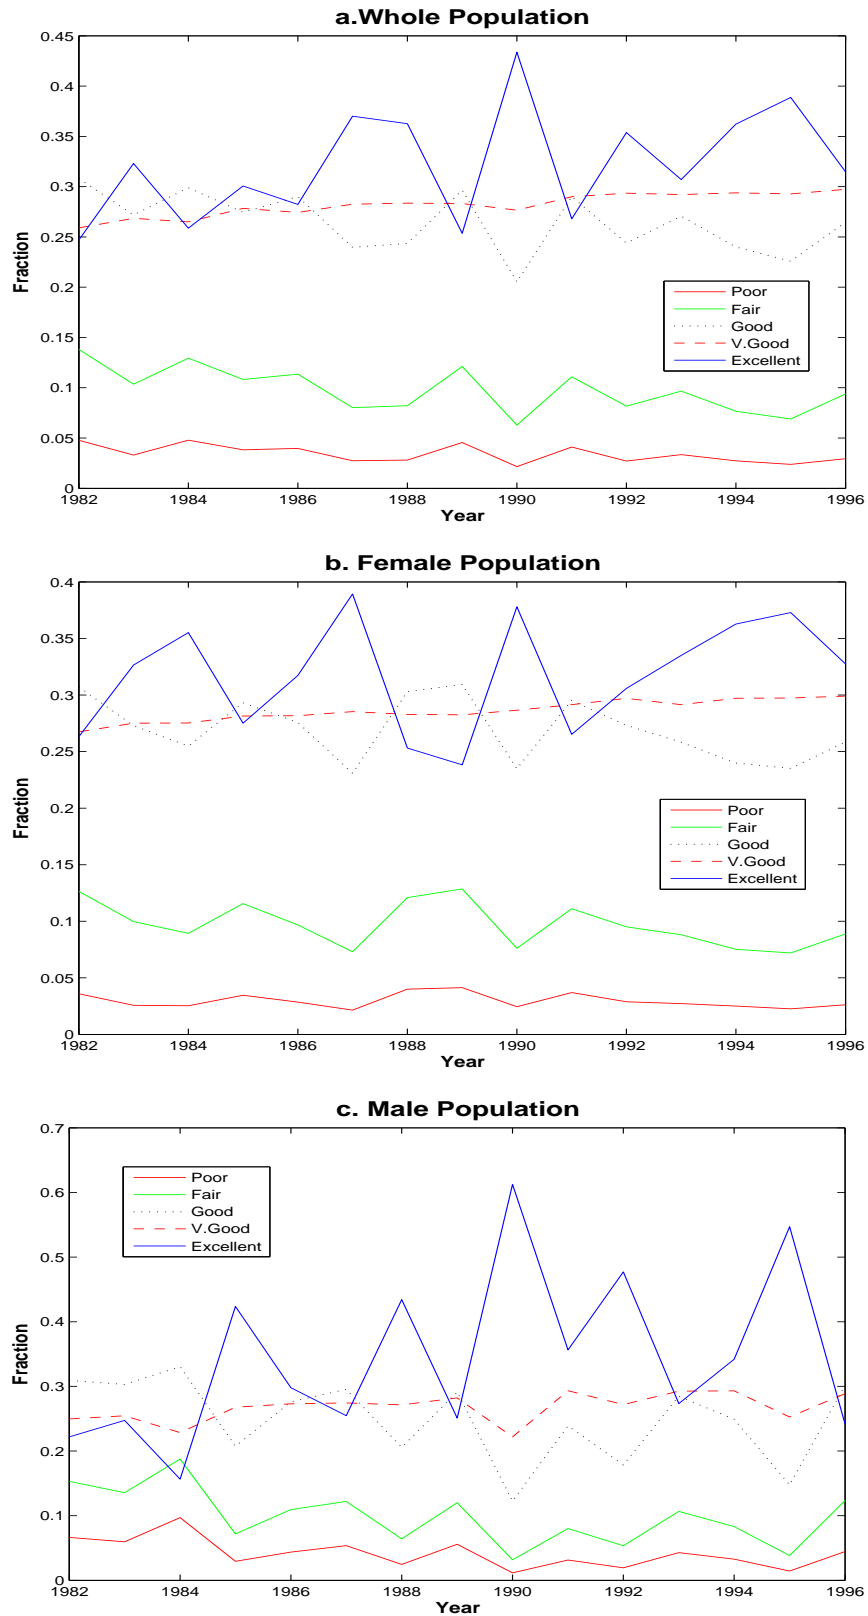 a.Whole Population
0.45
0.4
0.35
0.3
0.25
0.2
0.15
0.1
0.05
0
Fraction
Poor
Fair
Good
V.Good
Excellent
1982 1984 1986 1988 1990 1992 1994 1996
Year
b. Female Population
0.4
0.35
0.3
0.25
0.2
0.15
0.1
0.05
0
Fraction
Poor
Fair
Good
V.Good
Excellent
1982 1984 1986 1988 1990 1992 1994 1996
Year
c. Male Population
0.7
0.6
0.5
0.4
0.3
0.2
0.1
0
Fraction
Poor
Fair
Good
V.Good
Excellent
1982 1984 1986 1988 1990 1992 1994 1996
Year